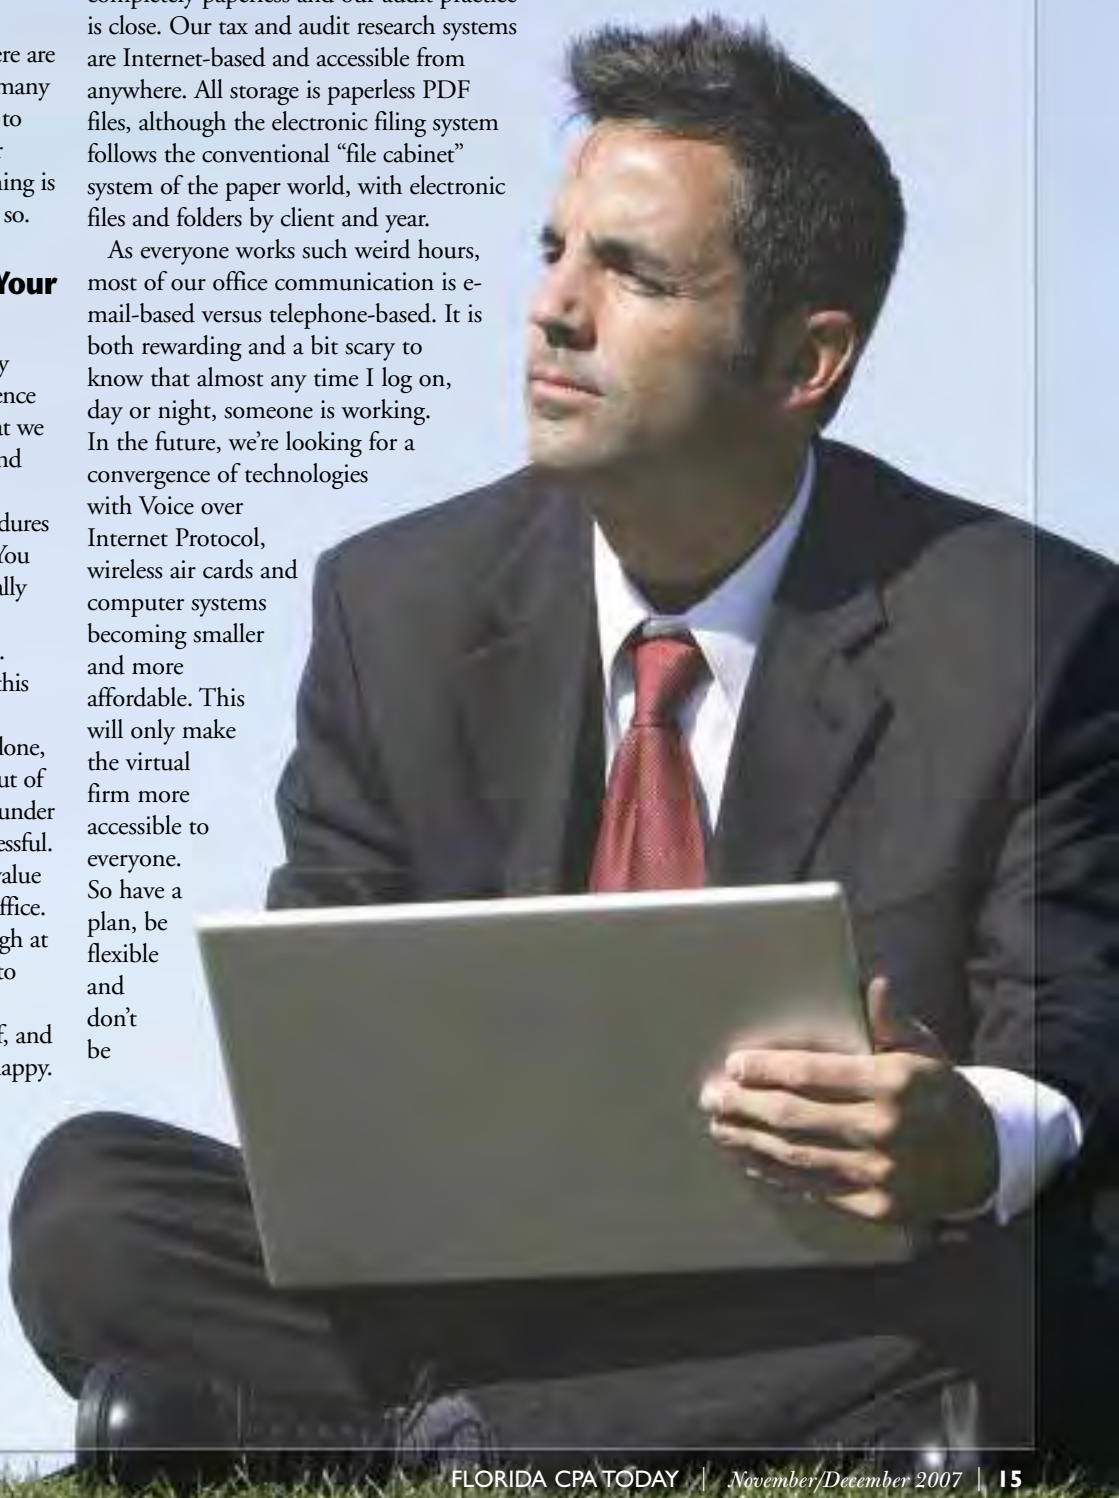 ere are
many
to
r
ning is
so.
Your
y
ence
at we
nd
dures
You
ally
.
this
lone,
ut of
under
essful.
value
ffice.
gh at
to
f, and
appy.
completely paperless and our audit practice
is close. Our tax and audit research systems
are Internet-based and accessible from
anywhere. All storage is paperless PDF
files, although the electronic filing system
follows the conventional “file cabinet”
system of the paper world, with electronic
files and folders by client and year.
As everyone works such weird hours,
most of our office communication is e-
mail-based versus telephone-based. It is
both rewarding and a bit scary to
know that almost any time I log on,
day or night, someone is working.
In the future, we’re looking for a
convergence of technologies
with Voice over
Internet Protocol,
wireless air cards and
computer systems
becoming smaller
and more
affordable. This
will only make
the virtual
firm more
accessible to
everyone.
So have a
plan, be
flexible
and
don’t
be
FLORIDA CPA TODAY | November/December 2007 | 15